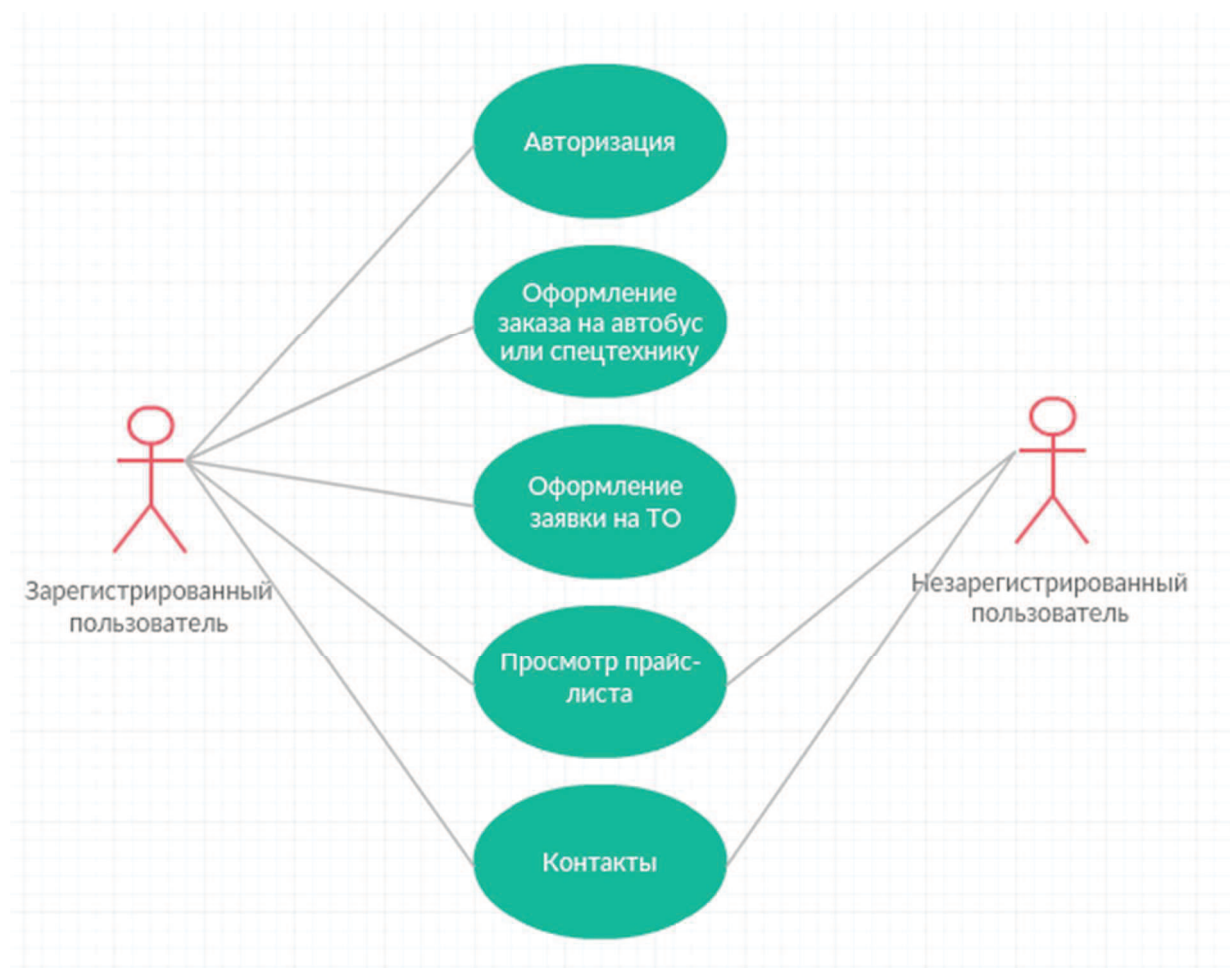 Авторизация
Оформление
заказа на автобус
или спецтехнику
Оформление
заявки на ТО
Зарегистрированный
пользователь
Незарегистрированный
пользователь
Просмотр прайс-
листа
Контакты